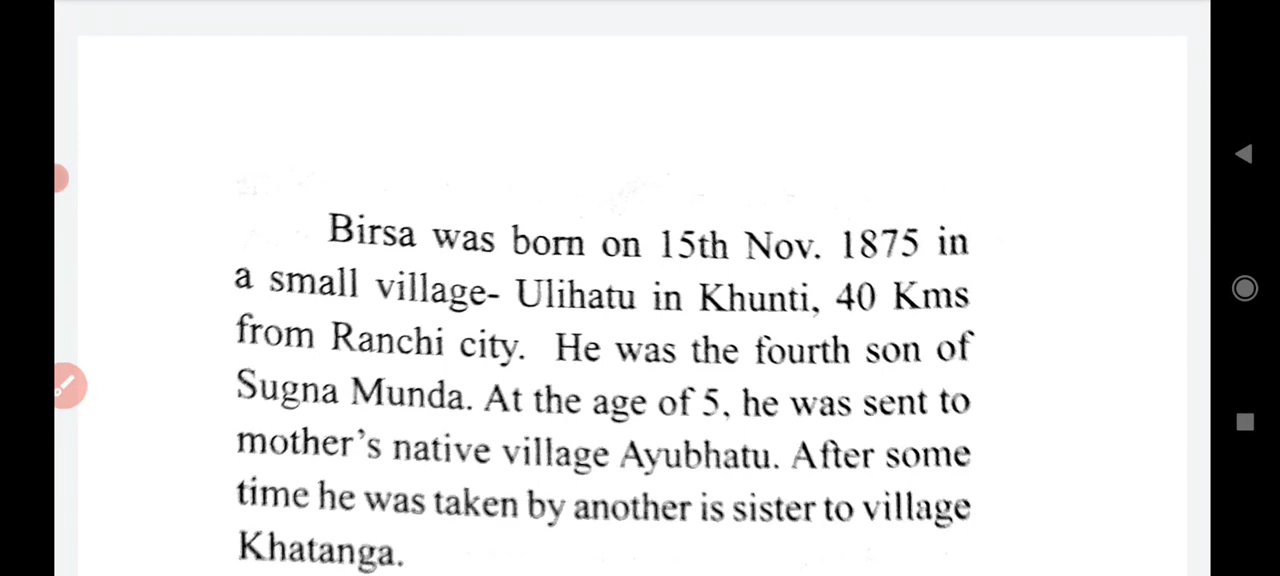 Birsa was born on 15th Nov. 1875 in
a small village- Ulihatu in Khunti, 40 Kms
from Ranchi city. He was the fourth son of
Sugna Munda. At the age of 5, he was sent to
mother's native village Ayubhatu. After some
time he was taken by another is sister to village
Khatanga.